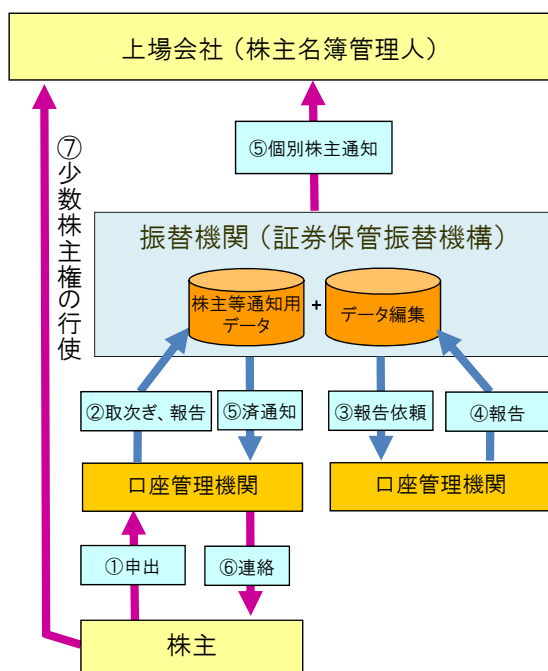 上場会社（株主名簿管理人）
⑤個別株主通知
⑦少数株主権の行使
振替機関（証券保管振替機構）
株主等通知用
データ
+
データ編集
②取次ぎ、報告
⑤済通知
③報告依頼
④報告
口座管理機関
口座管理機関
①申出
⑥連絡
株主